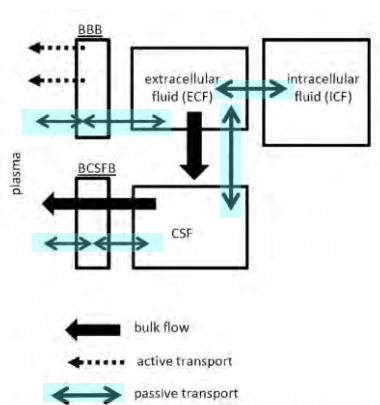 BBB
extracellular
fluid (ECF)
intracellular
fluid (ICF)
plasma
BCSFB
CSF
bulk flow
active transport
passive transport